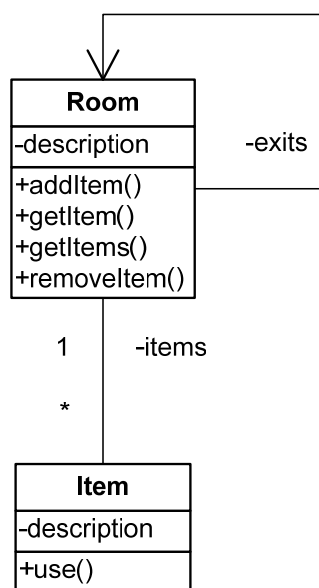 Room
-description
-exits
+addItem()
+getItem()
+getItems()
+removeItem()
1
-items
*
Item
-description
+use()